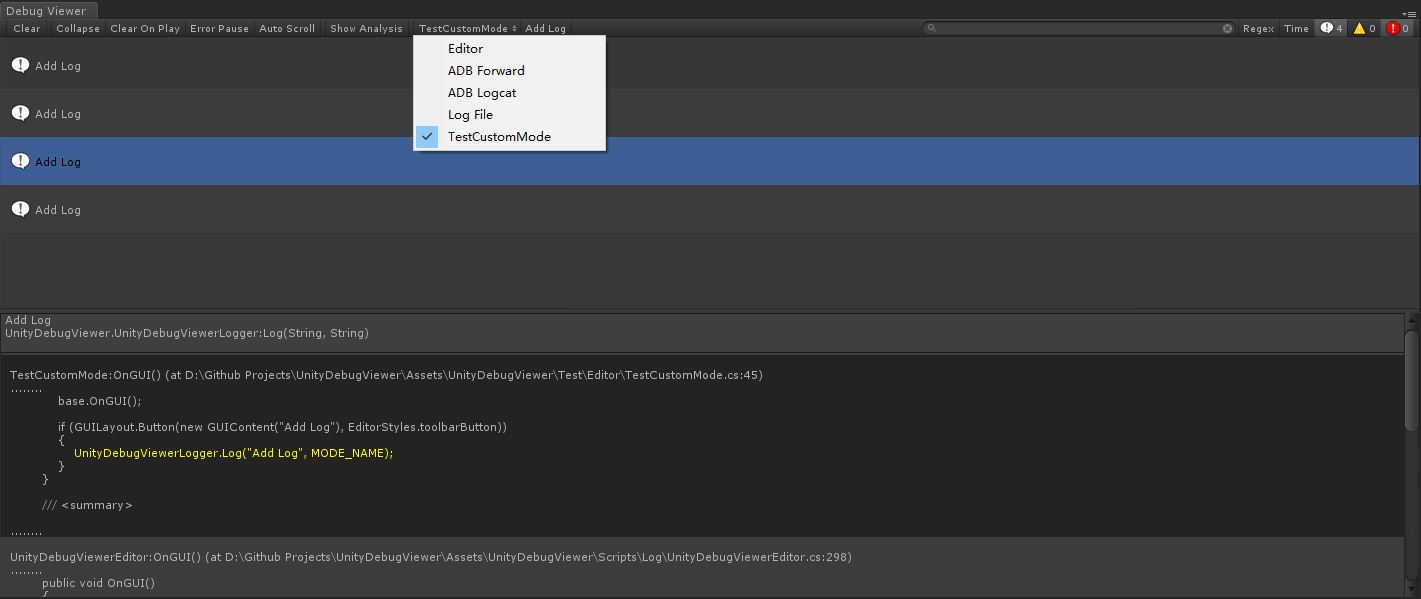 Debug Viewer
Clear Collapse Clear On Play Error Pause Auto Scroll Show Analysis TestCustomMode Add Log Regex Time 4 0 0
Editor
ADB Forward
ADB Logcat
Log File
TestCustomMode
Add Log
Add Log
Add Log
Add Log
Add Log
UnityDebugViewer.UnityDebugViewerLogger:Log(String, String)
TestCustomMode:OnGUI() (at D:\Github Projects\UnityDebugViewer\Assets\UnityDebugViewer\Test\Editor\TestCustomMode.cs:45)
........
base.OnGUI();
if (GUILayout.Button(new GUIContent("Add Log"), EditorStyles.toolbarButton))
{
UnityDebugViewerLogger.Log("Add Log", MODE_NAME);
}
}
/// <summary>
........
UnityDebugViewerEditor:OnGUI() (at D:\Github Projects\UnityDebugViewer\Assets\UnityDebugViewer\Scripts\Log\UnityDebugViewerEditor.cs:298)
........
public void OnGUI()
{